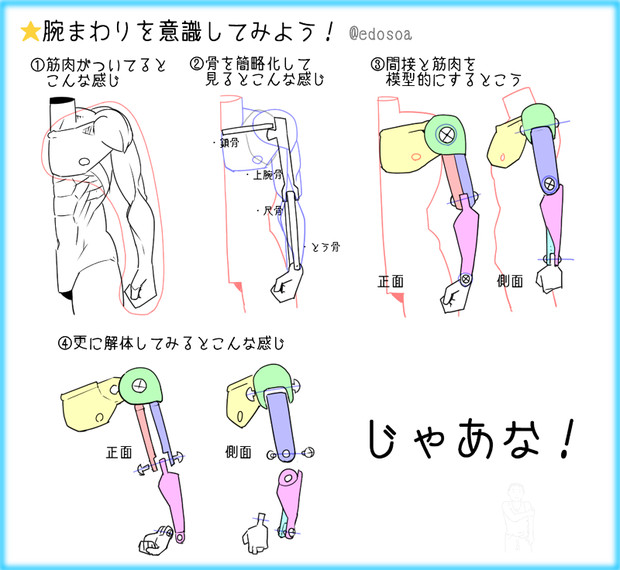 ★腕まわりを意識してみよう！ @edosoa
①筋肉がついてると
こんな感じ
②骨を簡略化して
見るとこんな感じ
③間接と筋肉を
模型的にするとこう
・鎖骨
・上腕骨
・尺骨
・とう骨
正面
側面
④更に解体してみるとこんな感じ
正面
側面
じゃあな！